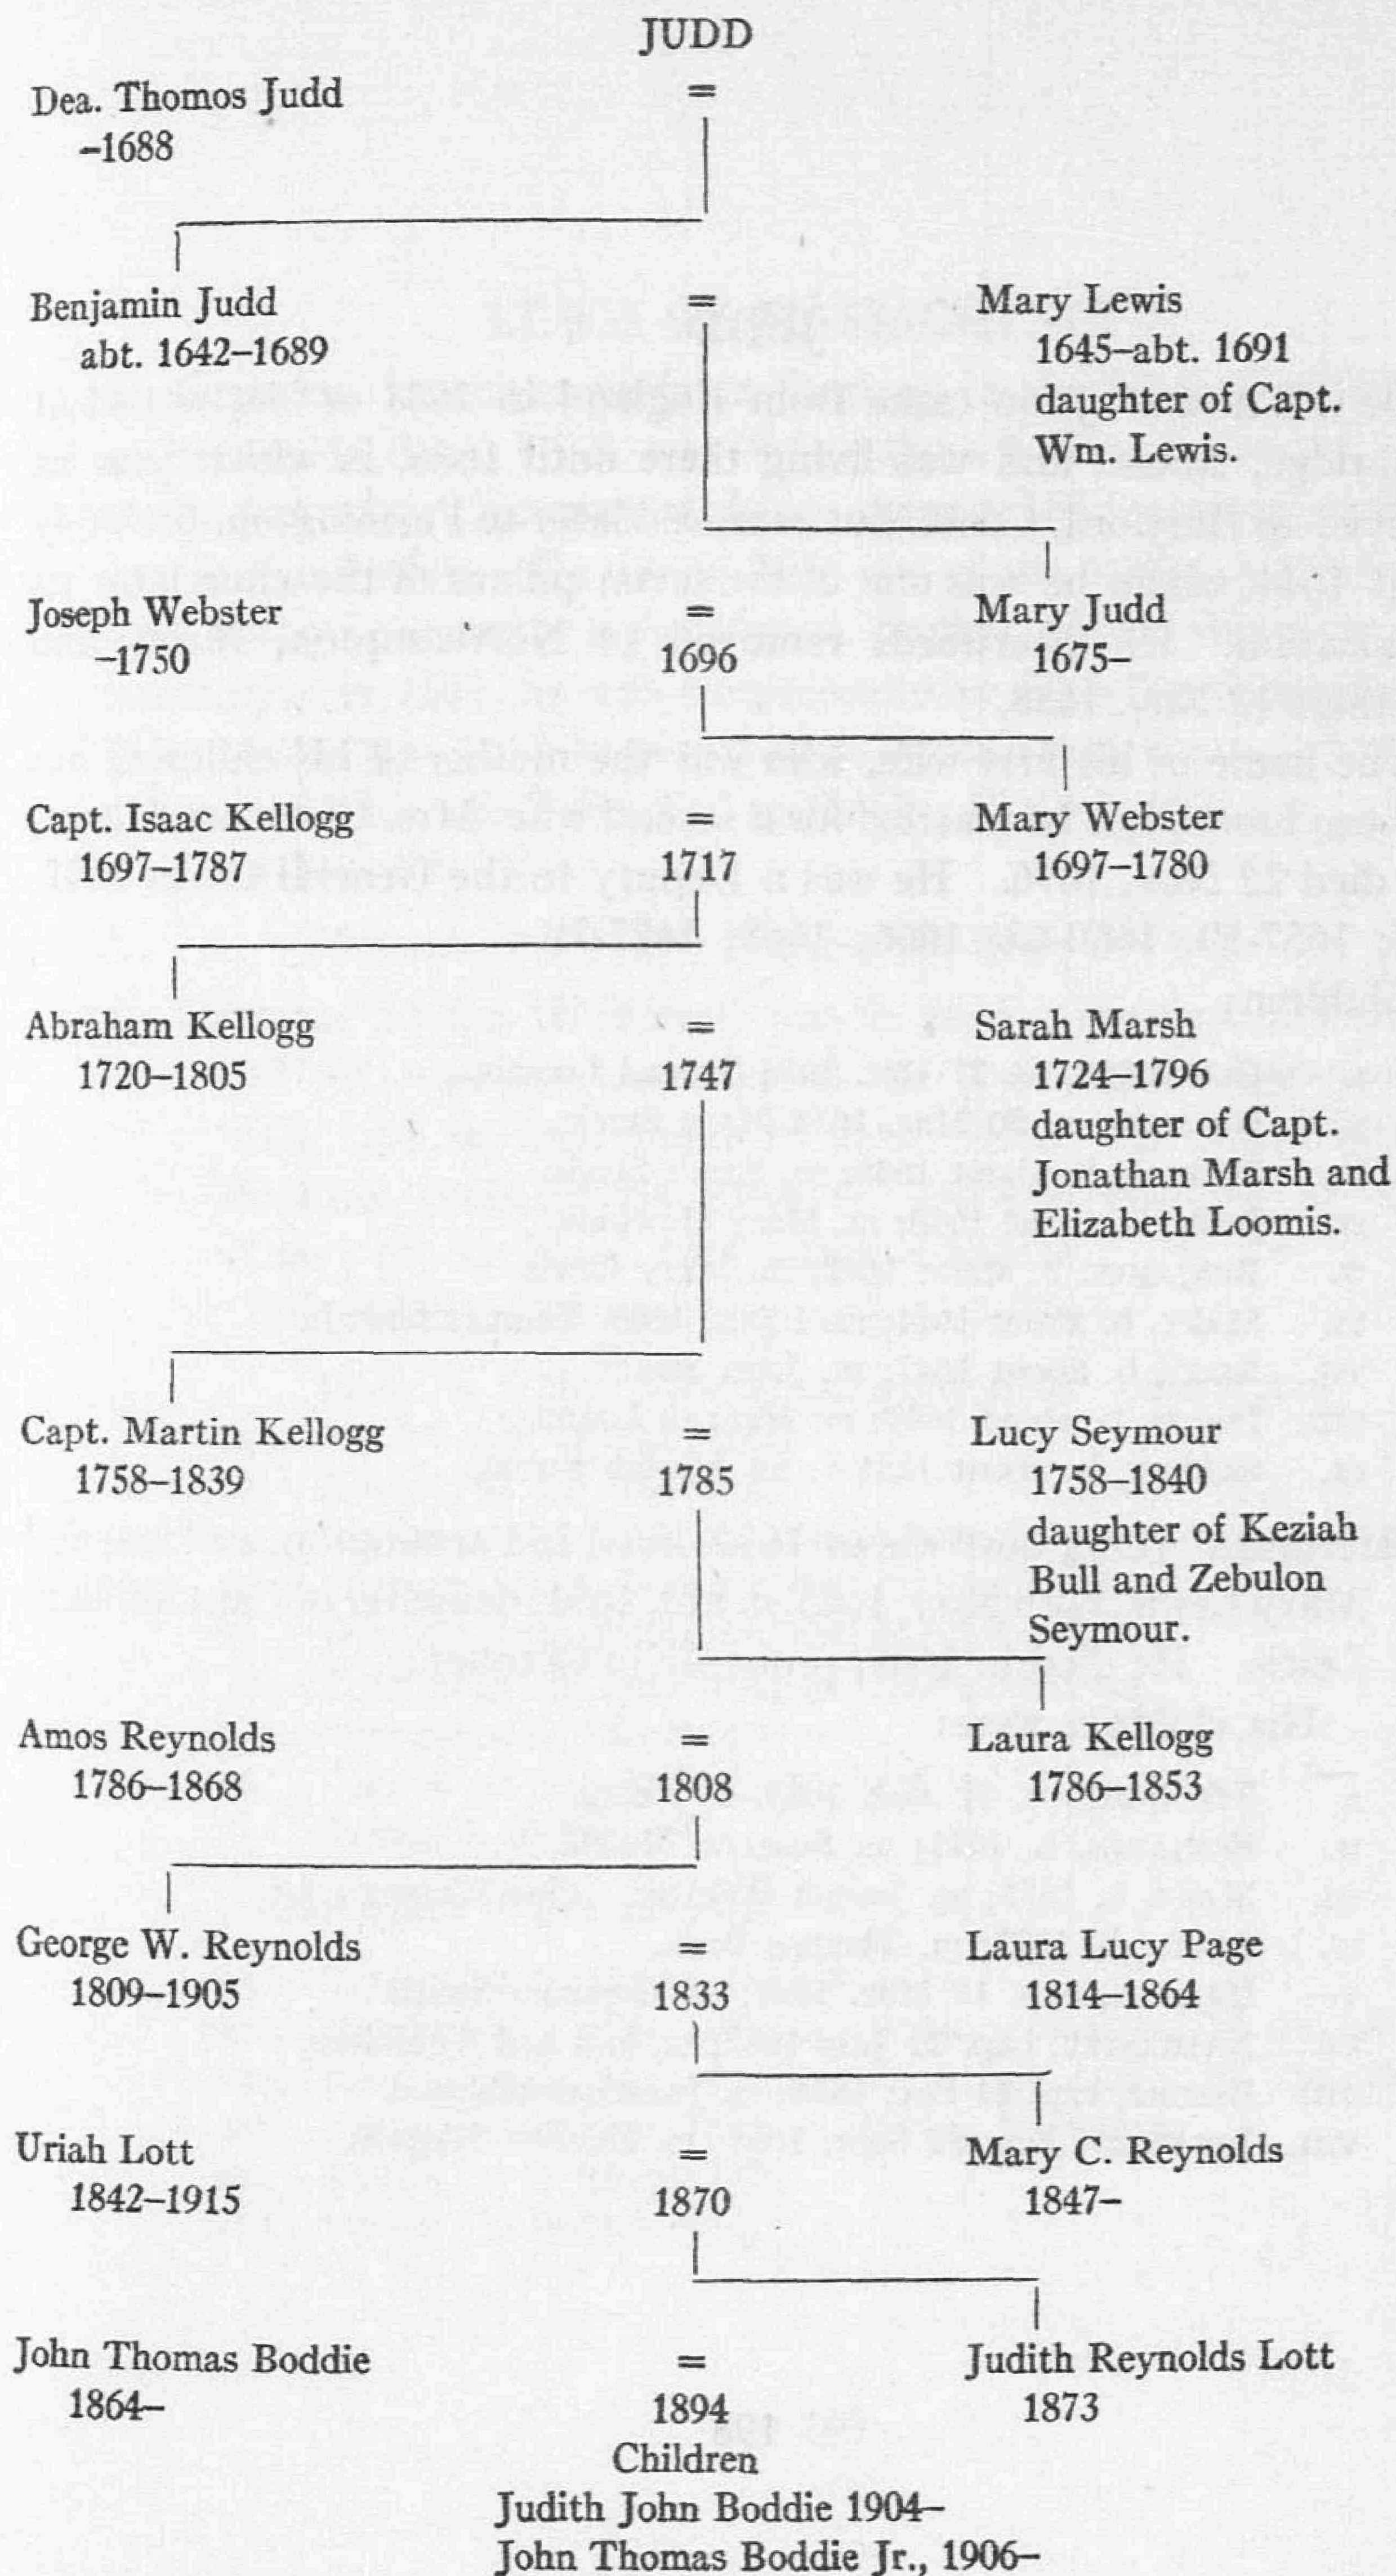 JUDD
Dea. Thomos Judd =
-1688
Benjamin Judd = Mary Lewis
abt. 1642–1689 1645–abt. 1691
daughter of Capt.
Wm. Lewis.
Joseph Webster = Mary Judd
-1750 1696 1675–
Capt. Isaac Kellogg = Mary Webster
1697–1787 1717 1697–1780
Abraham Kellogg = Sarah Marsh
1720–1805 1747 1724–1796
daughter of Capt.
Jonathan Marsh and
Elizabeth Loomis.
Capt. Martin Kellogg = Lucy Seymour
1758–1839 1785 1758–1840
daughter of Keziah
Bull and Zebulon
Seymour.
Amos Reynolds = Laura Kellogg
1786–1868 1808 1786–1853
George W. Reynolds = Laura Lucy Page
1809–1905 1833 1814–1864
Uriah Lott = Mary C. Reynolds
1842–1915 1870 1847–
John Thomas Boddie = Judith Reynolds Lott
1864– 1894 1873
Children
Judith John Boddie 1904–
John Thomas Boddie Jr., 1906–